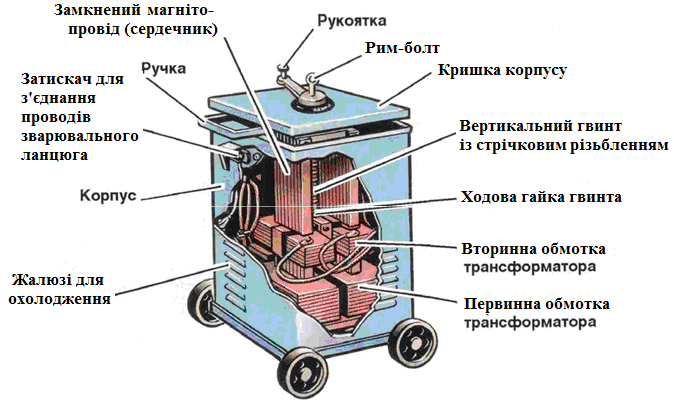 Замкнений магніто-
провід (сердечник)
Рукоятка
Рим-болт
Кришка корпусу
Ручка
Затискач для
з'єднання
проводів
зварювального
ланцюга
Вертикальний гвинт
із стрічковим різьбленням
Корпус
Ходова гайка гвинта
Вторинна обмотка
трансформатора
Жалюзі для
охолодження
Первинна обмотка
трансформатора